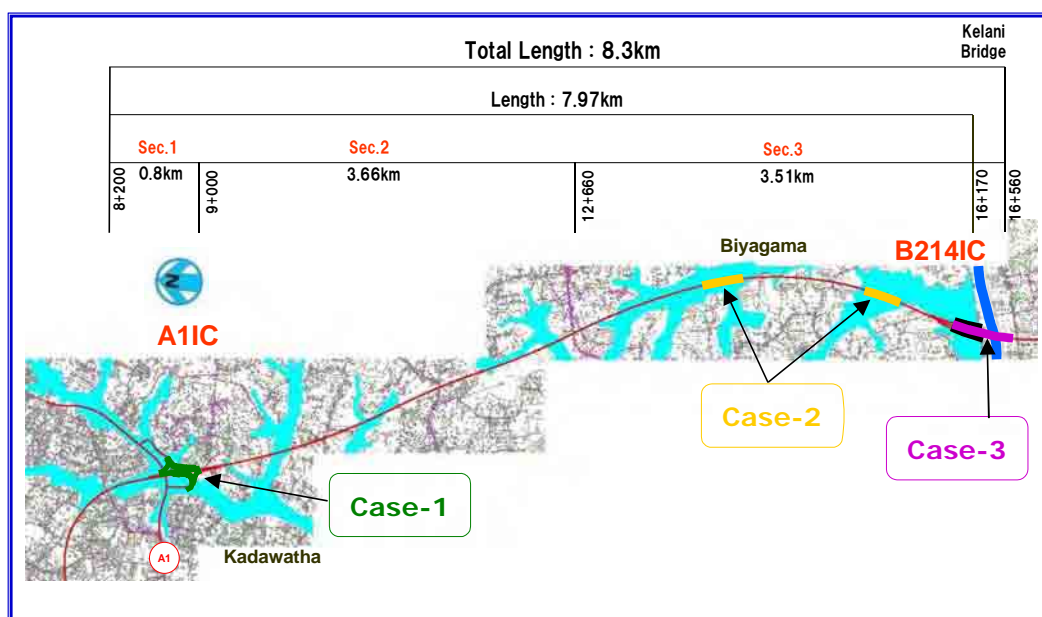 Kelani
Bridge
Total Length : 8.3km
Length : 7.97km
Sec.1
Sec.2
Sec.3
0.8km
3.66km
3.51km
8+200
9+000
12+660
16+170
16+560
Biyagama
B214IC
N
A1IC
Case-2
Case-3
Case-1
A1
Kadawatha